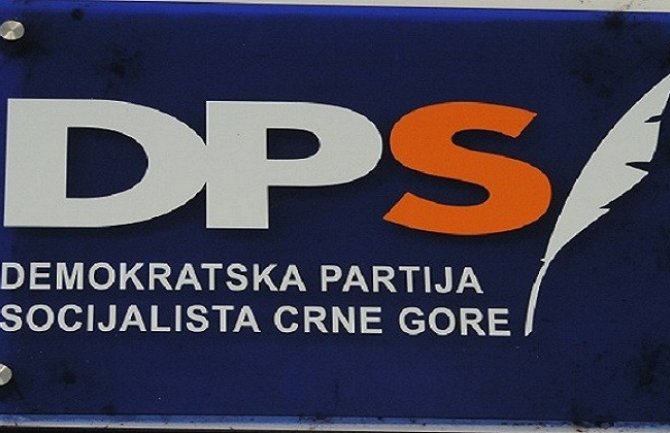 DPS
DEMOKRATSKA PARTIJA
SOCIJALISTA CRNE GORE